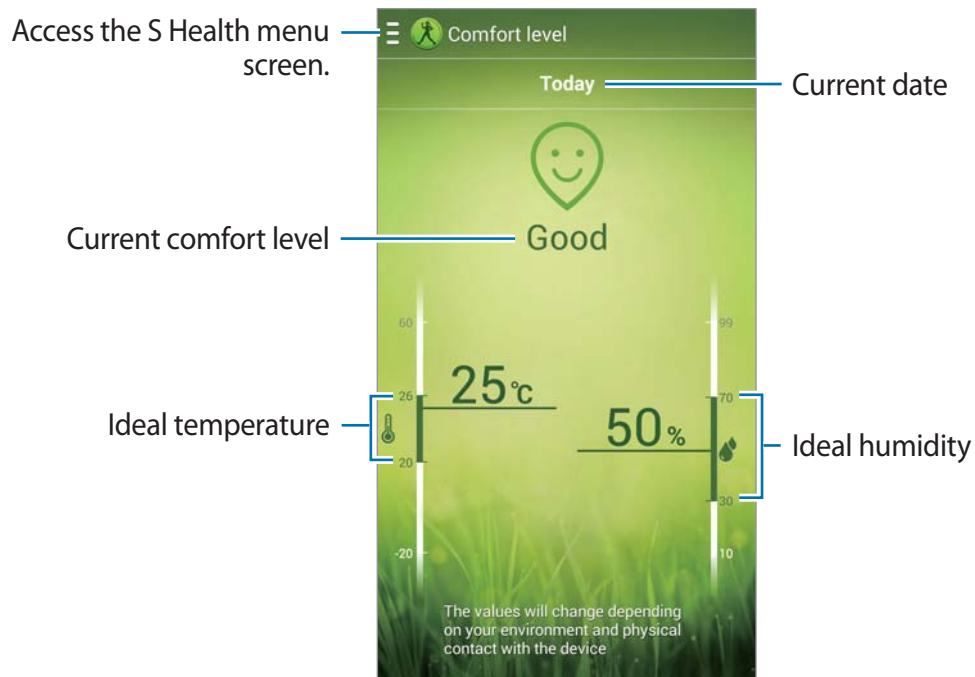 Access the S Health menu
screen.
Comfort level
Today
Current date
Current comfort level
Good
60
99
25°c
26
70
Ideal temperature
50%
Ideal humidity
20
30
-20
10
The values will change depending
on your environment and physical
contact with the device